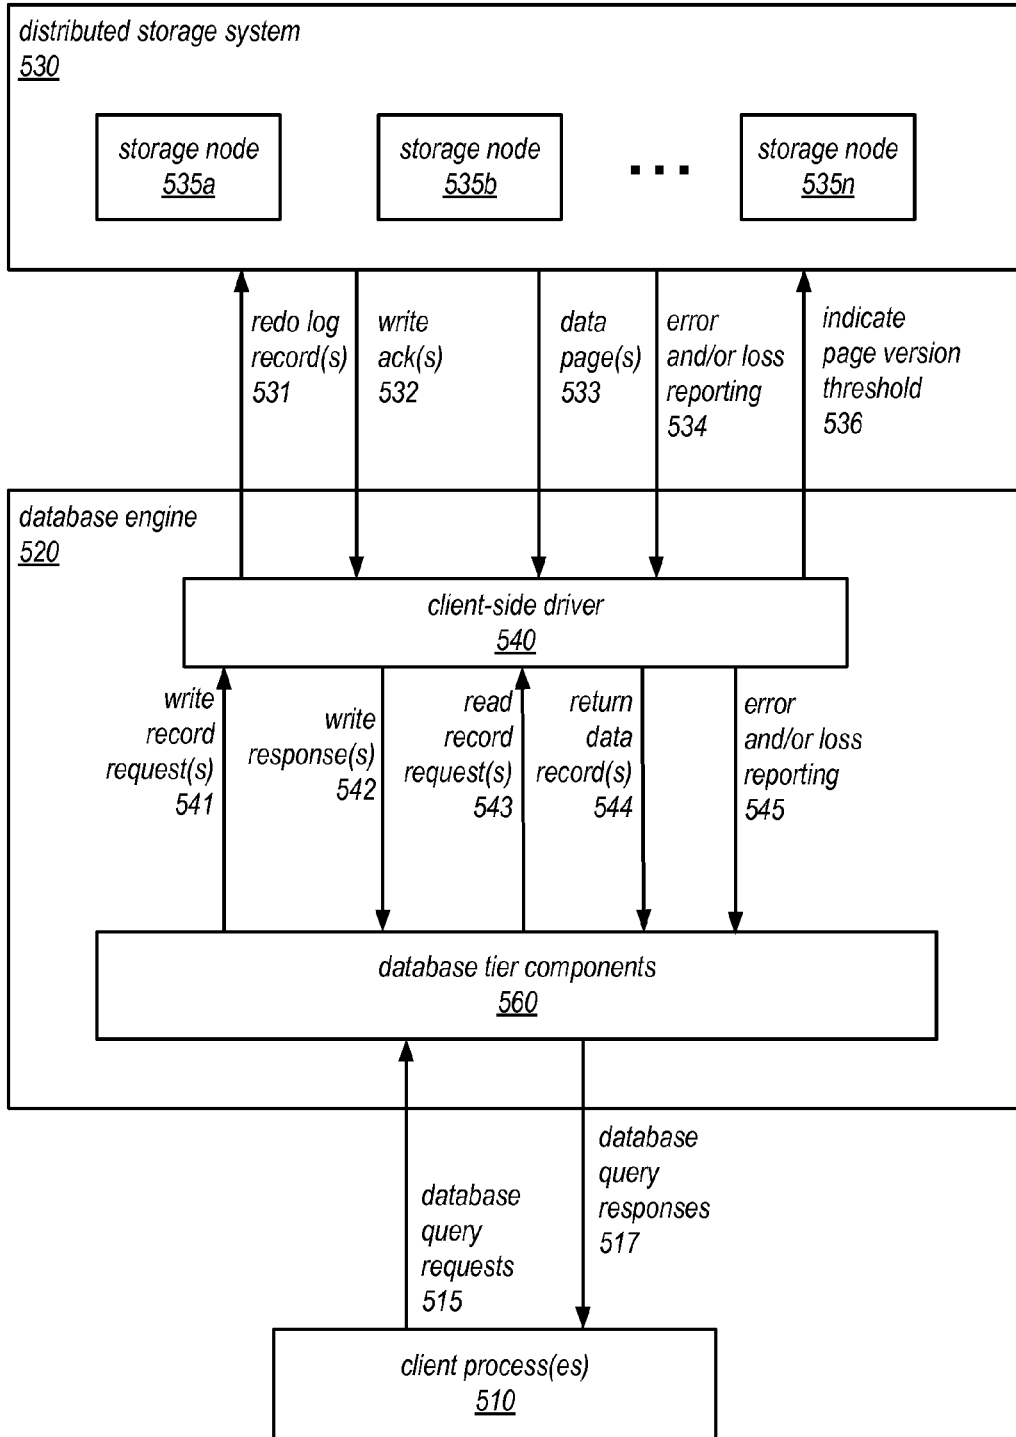 distributed storage system
530
storage node
535a
storage node
535b
...
storage node
535n
redo log
record(s)
531
write
ack(s)
532
data
page(s)
533
error
and/or loss
reporting
534
indicate
page version
threshold
536
database engine
520
client-side driver
540
write
record
request(s)
541
write
response(s)
542
read
record
request(s)
543
return
data
record(s)
544
error
and/or loss
reporting
545
database tier components
560
database
query
requests
515
database
query
responses
517
client process(es)
510